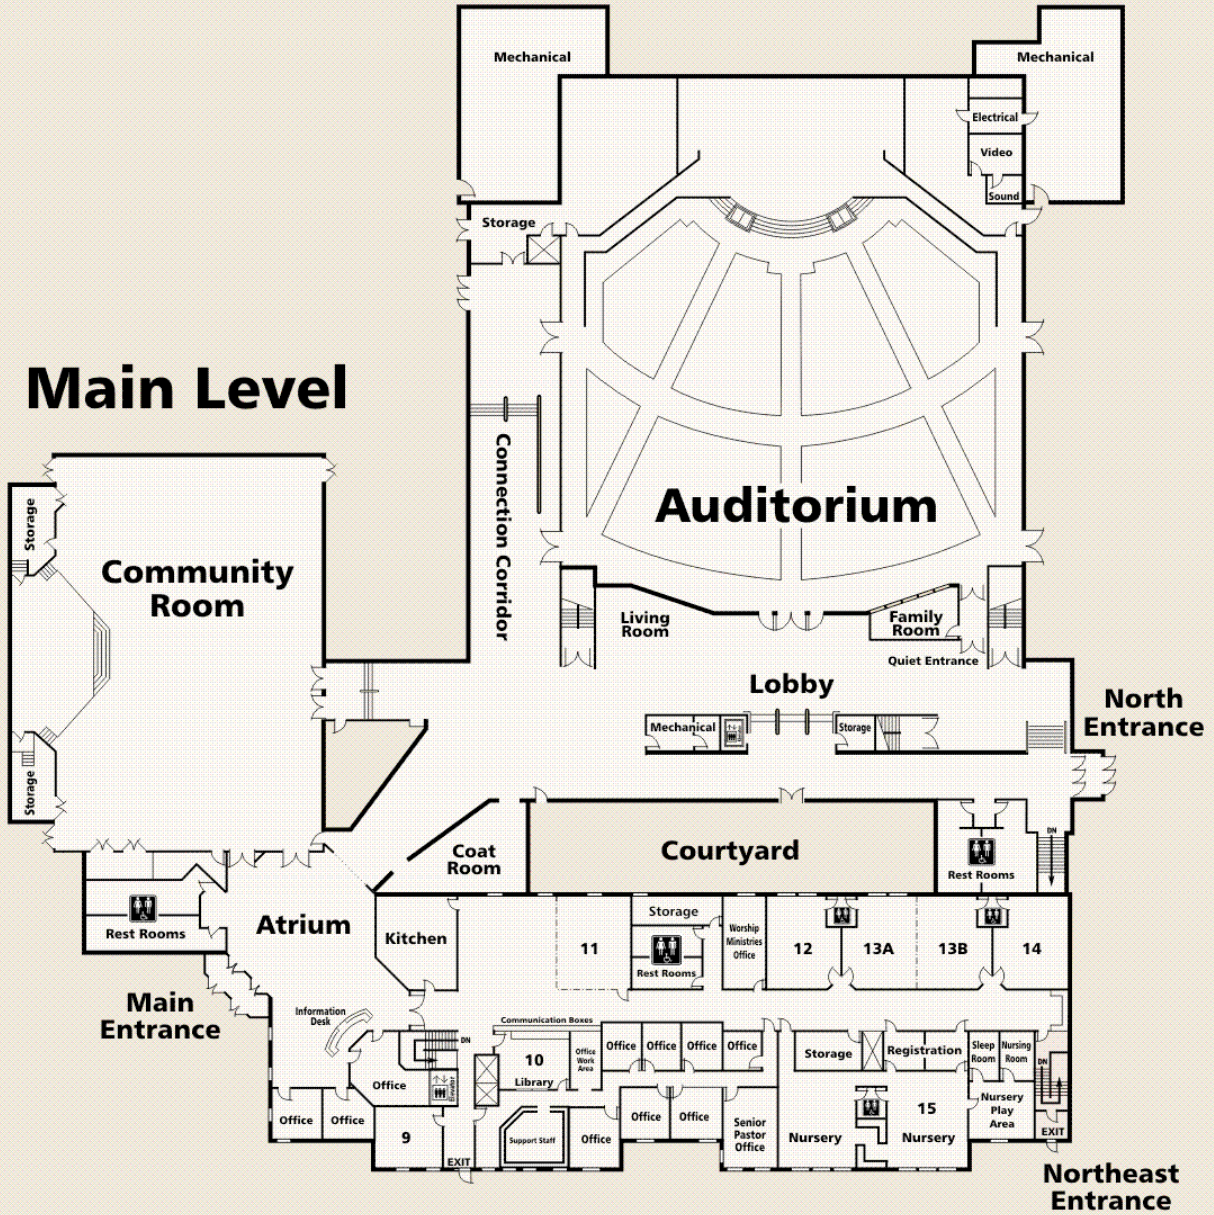 Mechanical
Mechanical
Electrical
Video
Sound
Storage
Main Level
Connection Corridor
Auditorium
Storage
Community
Room
Living
Room
Family
Room
Quiet Entrance
Lobby
North
Entrance
Mechanical
Storage
Storage
DN
Coat
Room
Courtyard
Rest Rooms
Atrium
Rest Rooms
Kitchen
11
Storage
Rest Rooms
Worship
Ministries
Office
12
13A
13B
14
Main
Entrance
Information
Desk
Communication Boxes
DN
Office
Elevator
10
Library
Office
Work
Area
Office
Office
Office
Office
Storage
Registration
Sleep
Room
Nursing
Room
DN
Office
Office
9
EXIT
Support Staff
Office
Office
Office
Senior
Pastor
Office
Nursery
15
Nursery
Nursery
Play
Area
EXIT
Northeast
Entrance